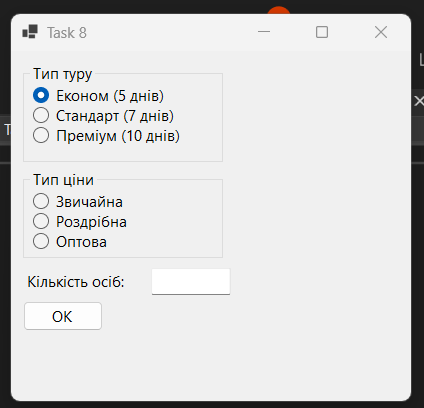 Task 8
Тип туру
Економ (5 днів)
Стандарт (7 днів)
Преміум (10 днів)
Тип ціни
Звичайна
Роздрібна
Оптова
Кількість осіб:
OK